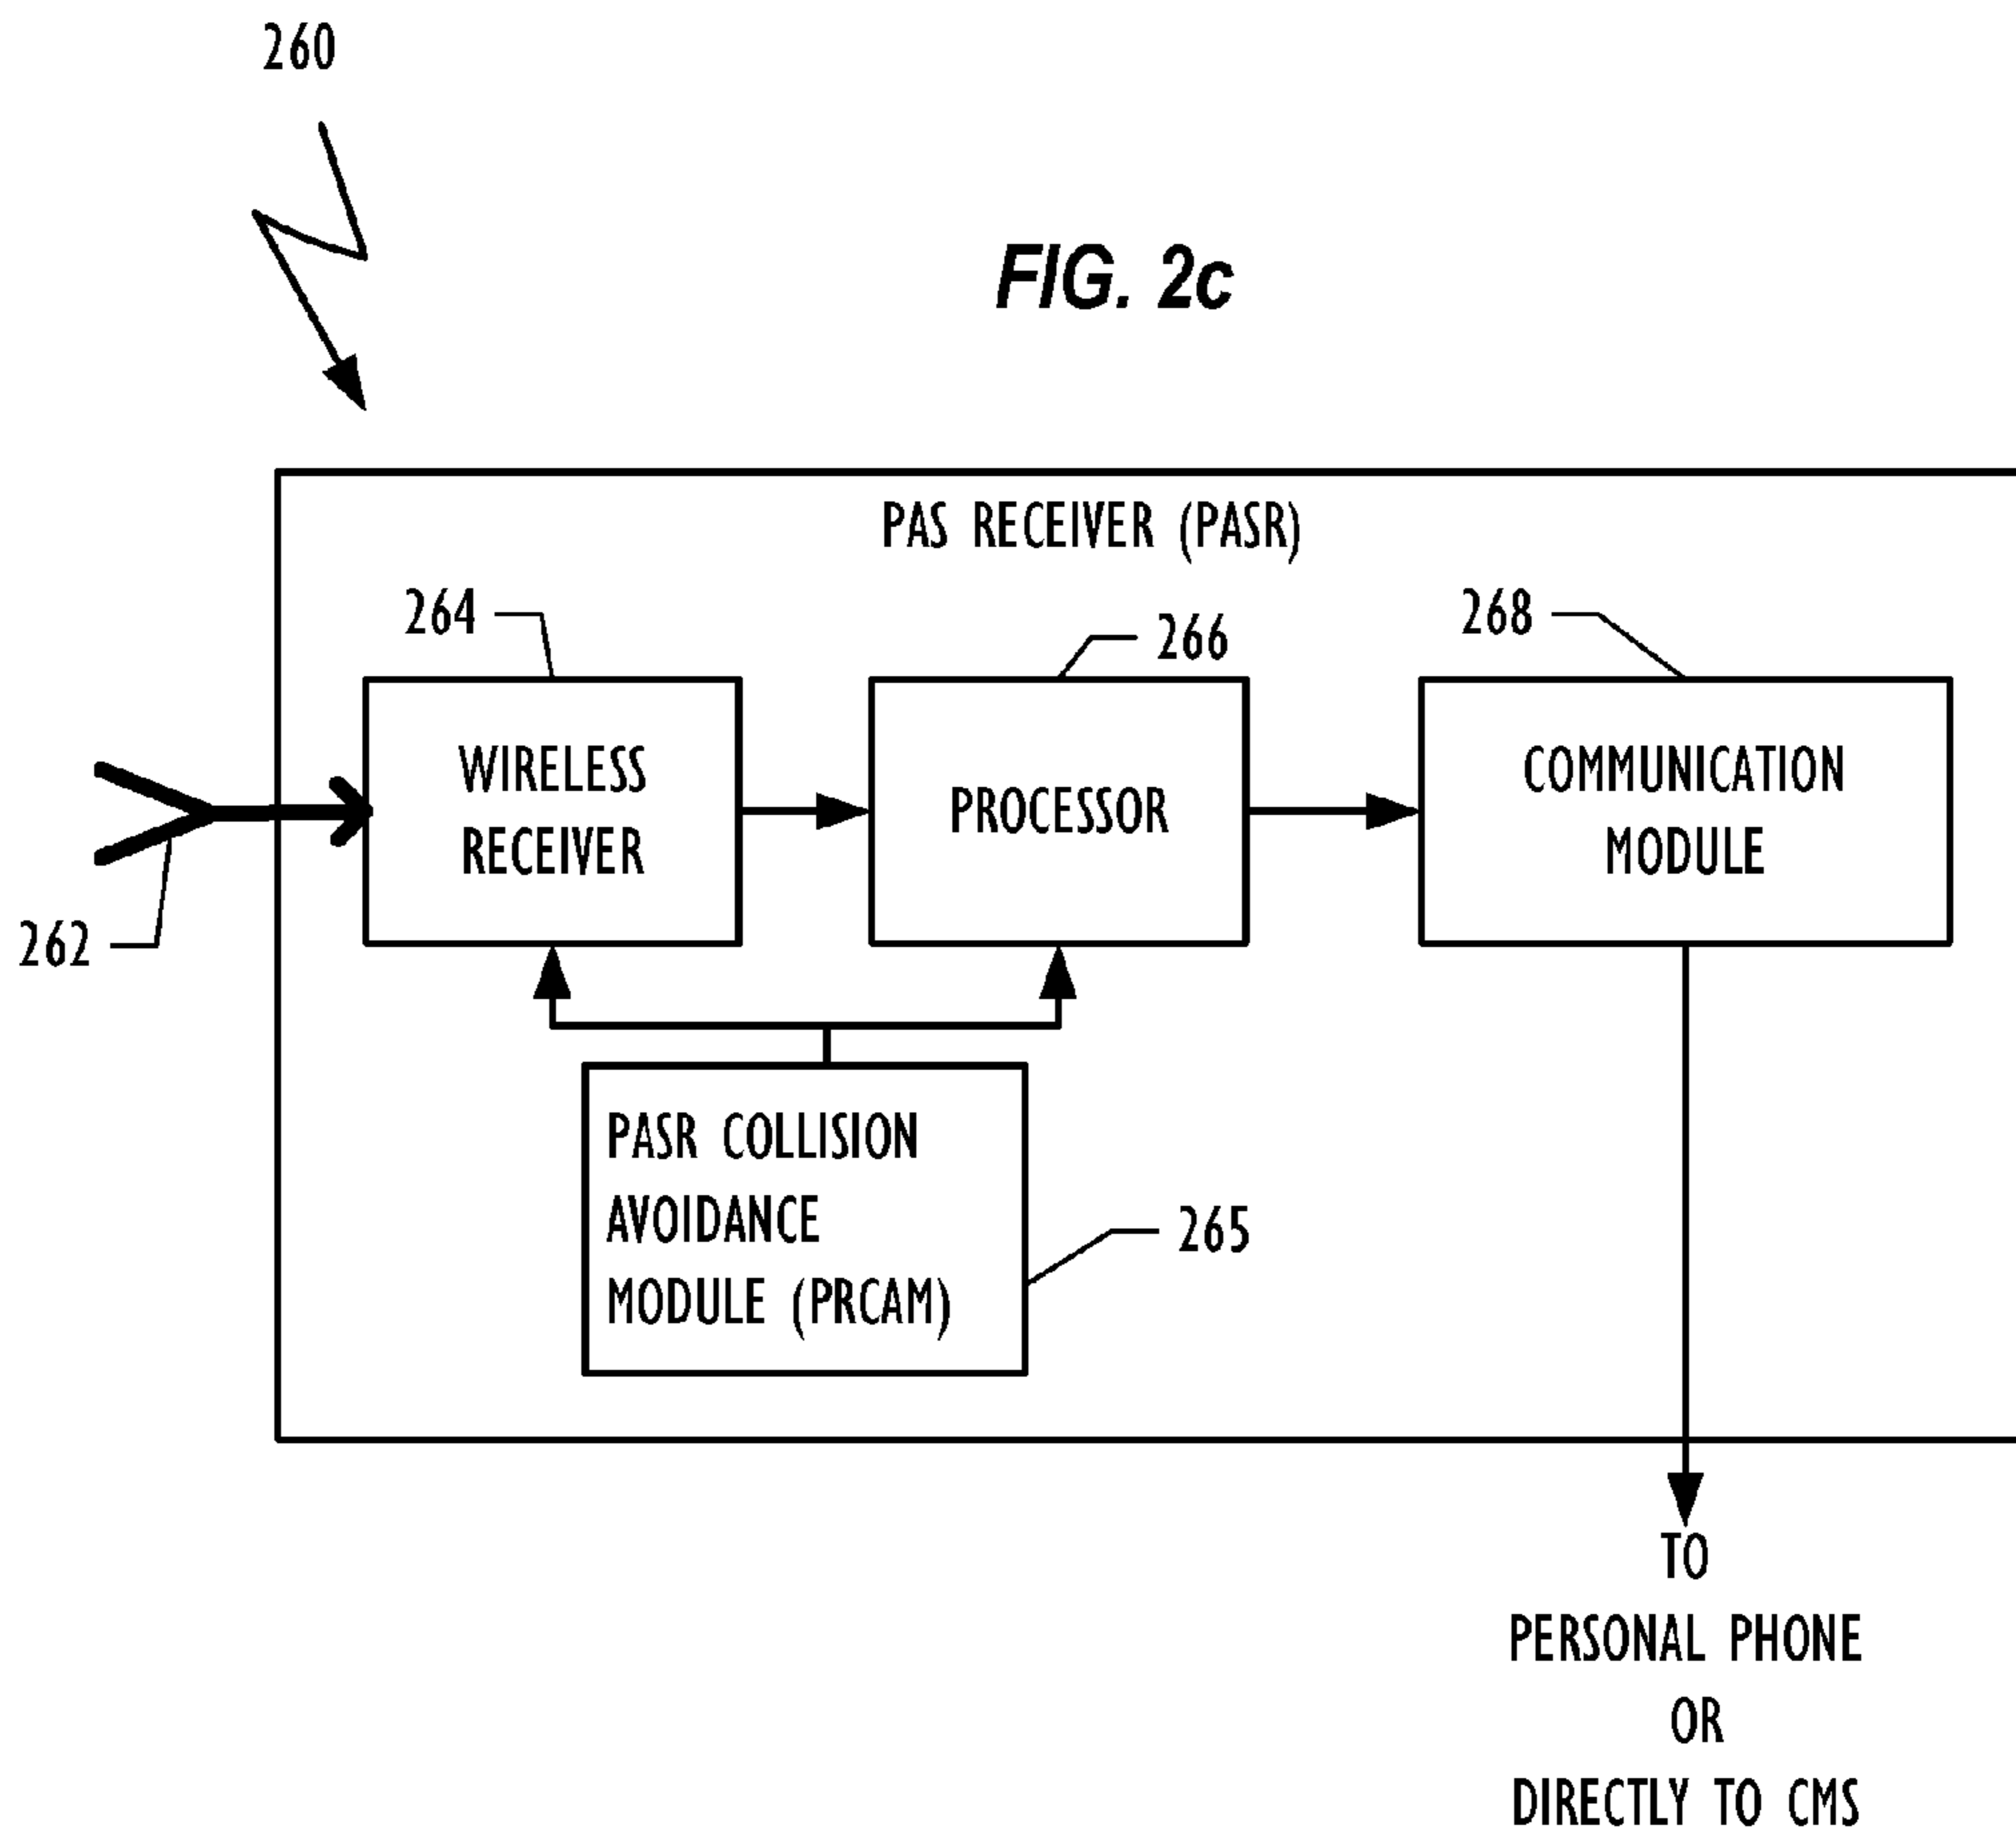 260
FIG. 2c
PAS RECEIVER (PASR)
264
266
268
WIRELESS
RECEIVER
PROCESSOR
COMMUNICATION
MODULE
262
PASR COLLISION
AVOIDANCE
MODULE (PRCAM)
265
TO
PERSONAL PHONE
OR
DIRECTLY TO CMS